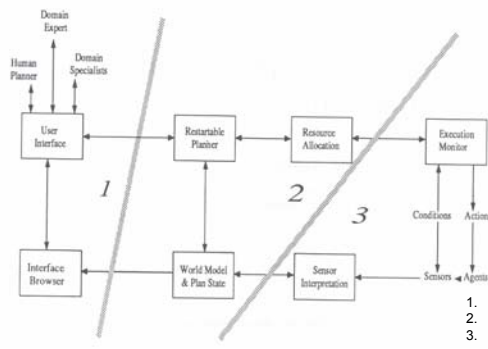 Domain
Expert
Human
Planner
Domain
Specialists
User
Interface
Restartable
Planner
Resource
Allocation
Execution
Monitor
1
2
3
Conditions
Action
Interface
Browser
World Model
& Plan State
Sensor
Interpretation
Sensors
Agents
1.
2.
3.